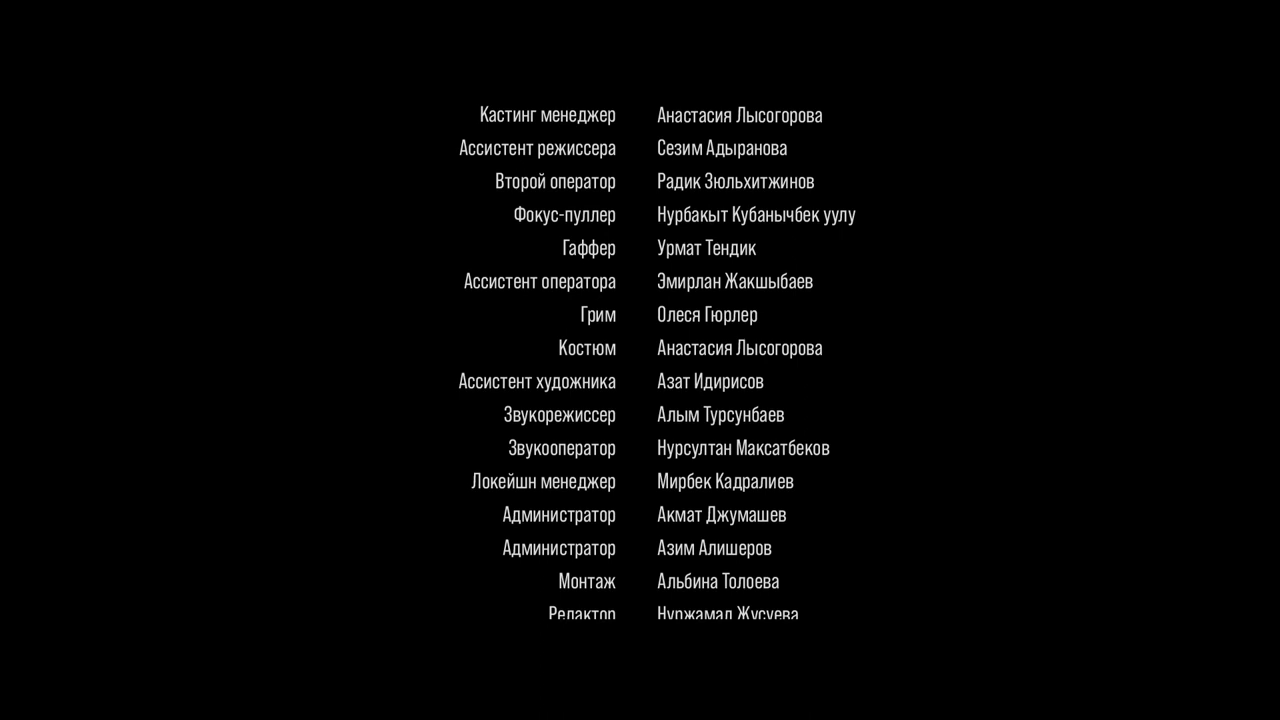 Кастинг менеджер Анастасия Лысогорова
Ассистент режиссера Сезим Адыранова
Второй оператор Радик Зюльхитжинов
Фокус-пуллер Нурбакыт Кубанычбек уулу
Гаффер Урмат Тендик
Ассистент оператора Эмирлан Жакшыбаев
Грим Олеся Гюрлер
Костюм Анастасия Лысогорова
Ассистент художника Азат Идирисов
Звукорежиссер Алым Турсунбаев
Звукооператор Нурсултан Максатбеков
Локейшн менеджер Мирбек Кадралиев
Администратор Акмат Джумашев
Администратор Азим Алишеров
Монтаж Альбина Толоева
Редактор Нуржамал Жусуева